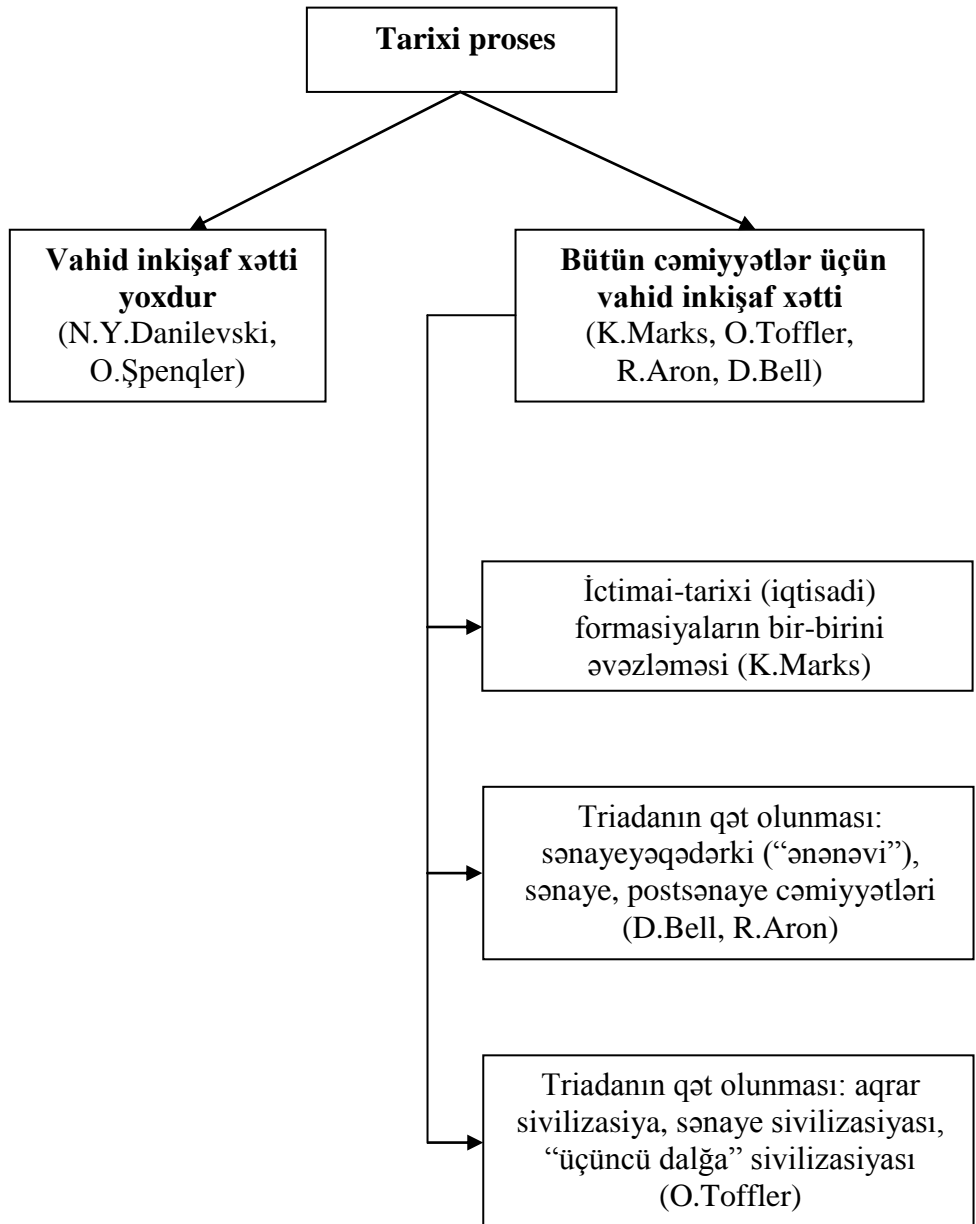 Tarixi proses
Vahid inkişaf xətti
yoxdur
(N.Y.Danilevski,
O.Şpenqler)
Bütün cəmiyyətlər üçün
vahid inkişaf xətti
(K.Marks, O.Toffler,
R.Aron, D.Bell)
İctimai-tarixi (iqtisadi)
formasiyaların bir-birini
əvəzləməsi (K.Marks)
Triadanın qət olunması:
sənayeyəqədərki (“ənənəvi”),
sənaye, postsənaye cəmiyyətləri
(D.Bell, R.Aron)
Triadanın qət olunması: aqrar
sivilizasiya, sənaye sivilizasiyası,
“üçüncü dalğa” sivilizasiyası
(O.Toffler)